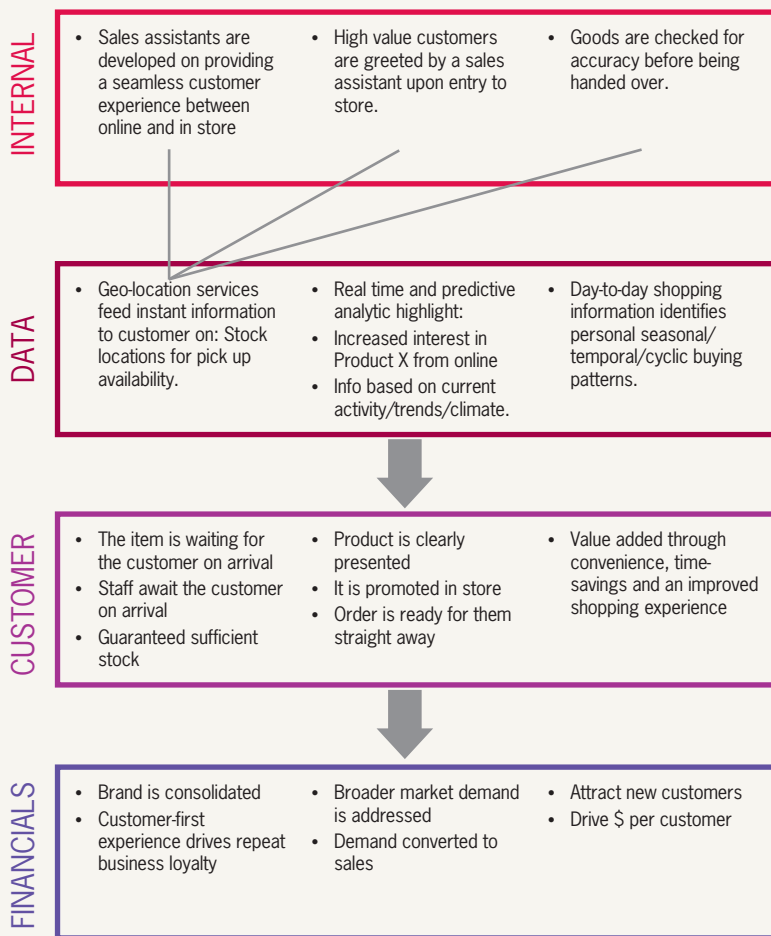 INTERNAL
• Sales assistants are
developed on providing
a seamless customer
experience between
online and in store
• High value customers
are greeted by a sales
assistant upon entry to
store.
• Goods are checked for
accuracy before being
handed over.
DATA
• Geo-location services
feed instant information
to customer on: Stock
locations for pick up
availability.
• Real time and predictive
analytic highlight:
• Increased interest in
Product X from online
• Info based on current
activity/trends/climate.
• Day-to-day shopping
information identifies
personal seasonal/
temporal/cyclic buying
patterns.
CUSTOMER
• The item is waiting for
the customer on arrival
• Staff await the customer
on arrival
• Guaranteed sufficient
stock
• Product is clearly
presented
• It is promoted in store
• Order is ready for them
straight away
• Value added through
convenience, time-
savings and an improved
shopping experience
FINANCIALS
• Brand is consolidated
• Customer-first
experience drives repeat
business loyalty
• Broader market demand
is addressed
• Demand converted to
sales
• Attract new customers
• Drive $ per customer